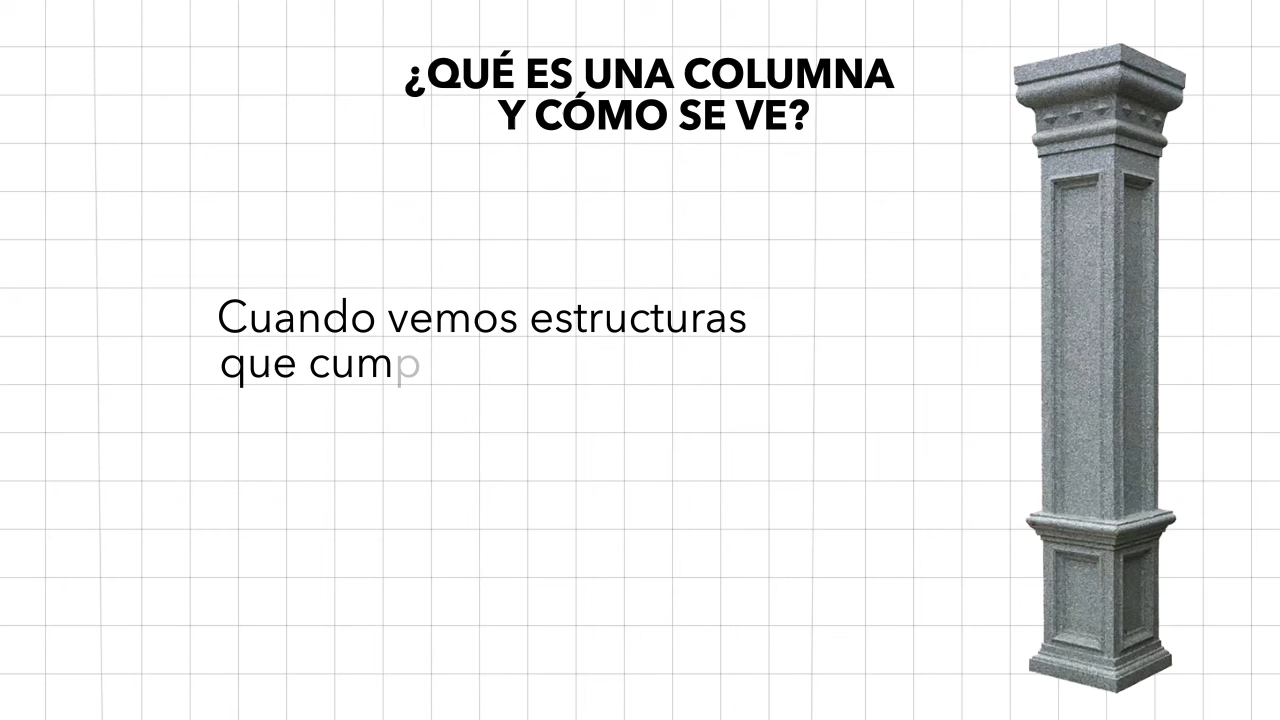 ¿QUÉ ES UNA COLUMNA
Y CÓMO SE VE?
Cuando vemos estructuras
que cump